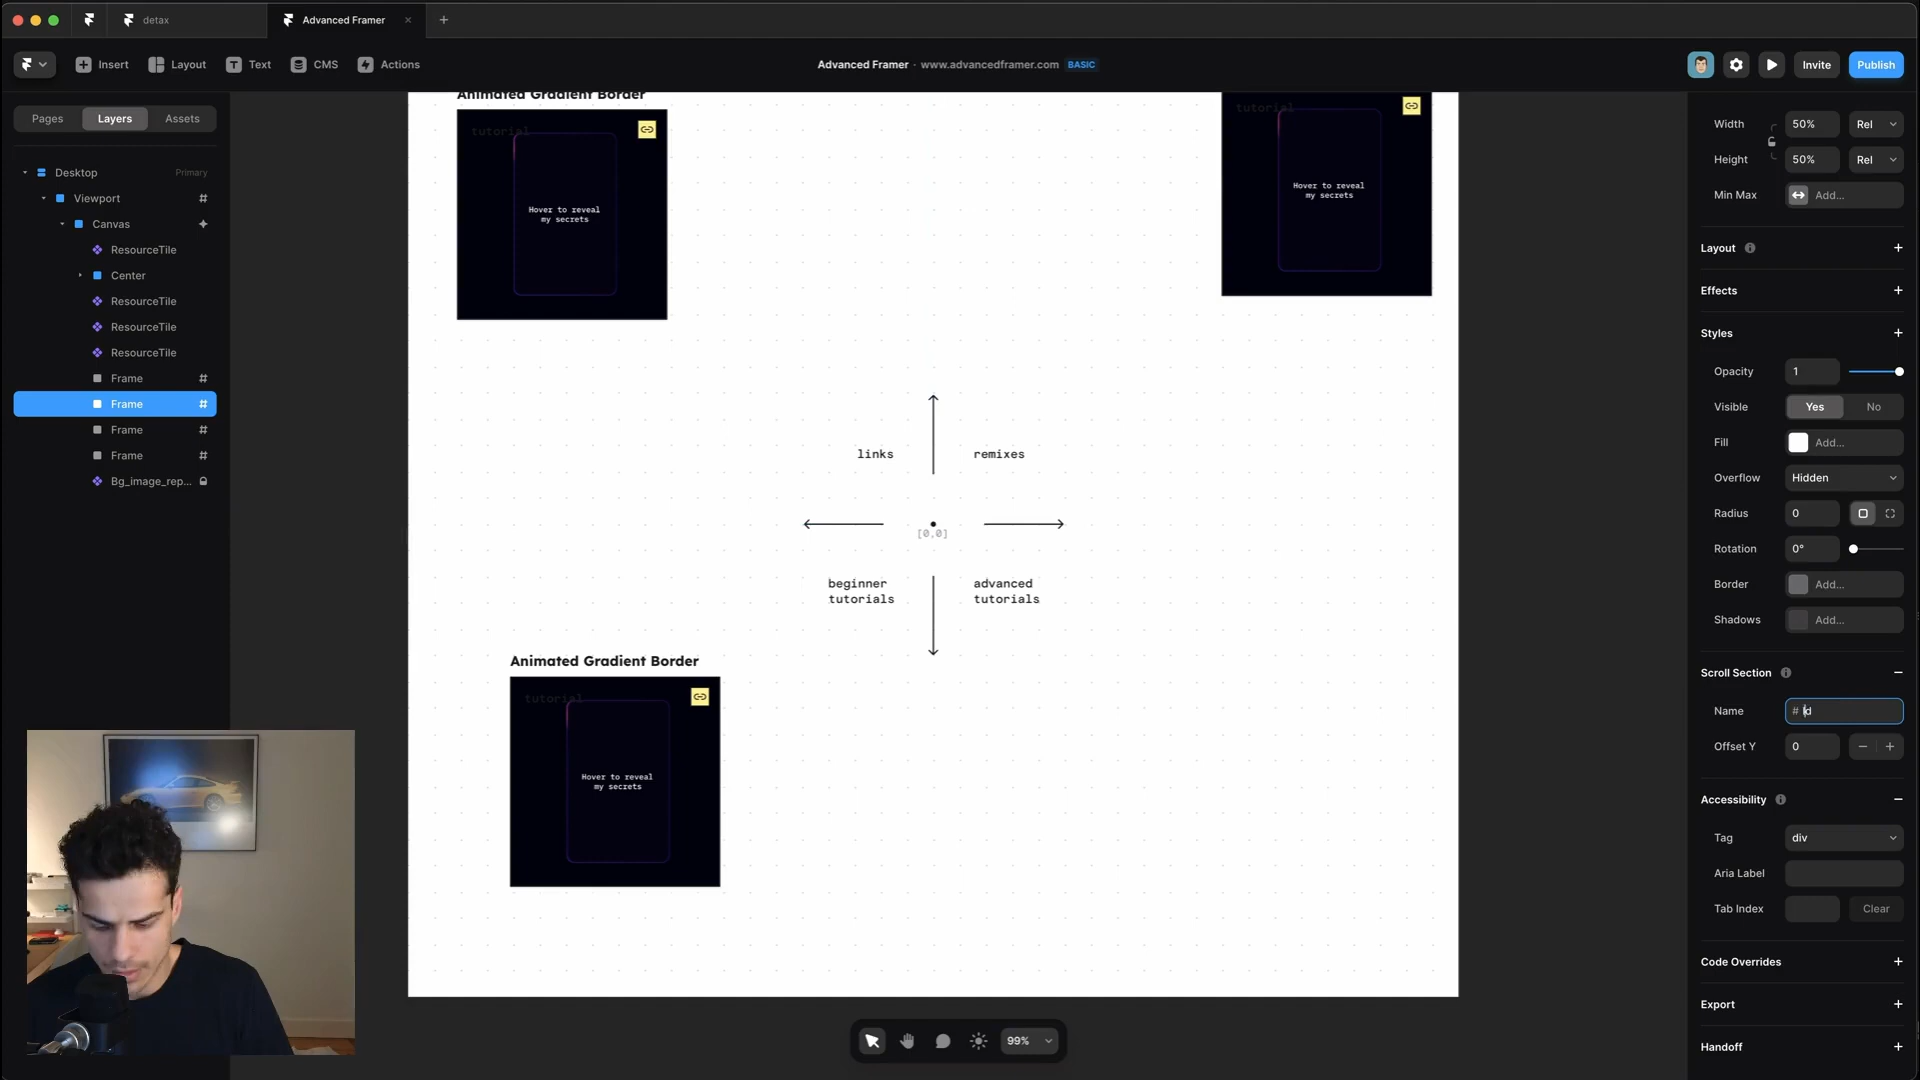 detax
Advanced Framer
Insert
Layout
Text
CMS
Actions
Advanced Framer · www.advancedframer.com BASIC
Invite
Publish
Pages
Layers
Assets
Desktop
Primary
Viewport
Canvas
ResourceTile
Center
ResourceTile
ResourceTile
ResourceTile
Frame
Frame
Frame
Frame
Bg_image_rep...
Animated Gradient Border
tutorial
Hover to reveal
my secrets
tutorial
Hover to reveal
my secrets
links
remixes
[0,0]
beginner
tutorials
advanced
tutorials
Animated Gradient Border
tutorial
Hover to reveal
my secrets
99%
Width
50%
Rel
Height
50%
Rel
Min Max
Add...
Layout
Effects
Styles
Opacity
1
Visible
Yes
No
Fill
Add...
Overflow
Hidden
Radius
0
Rotation
0°
Border
Add...
Shadows
Add...
Scroll Section
Name
# id
Offset Y
0
Accessibility
Tag
div
Aria Label
Tab Index
Clear
Code Overrides
Export
Handoff